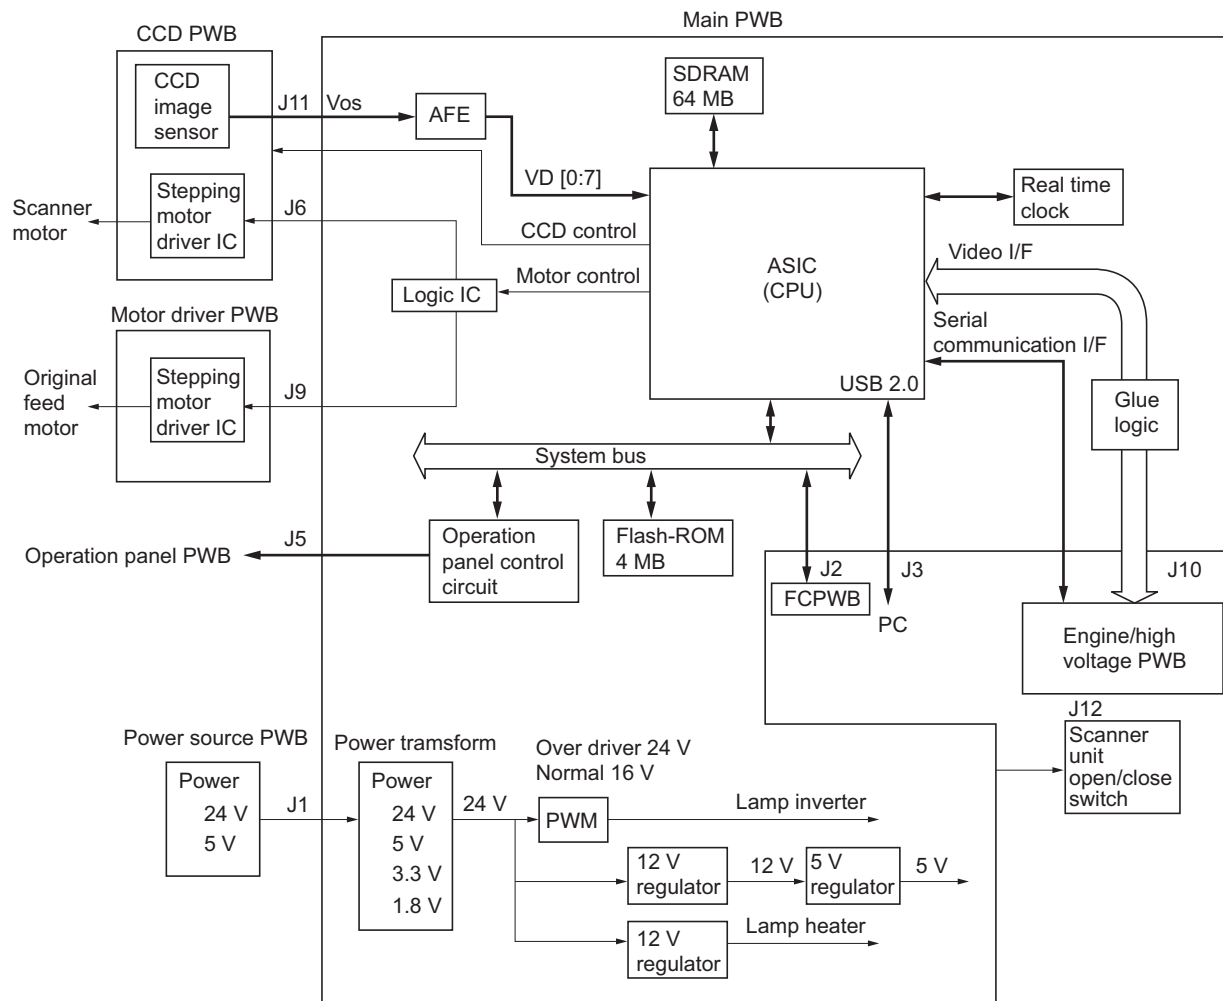 Main PWB
CCD PWB
CCD
image
sensor
J11
Vos
AFE
SDRAM
64 MB
VD [0:7]
Stepping
motor
driver IC
J6
Scanner
motor
CCD control
Motor control
Logic IC
ASIC
(CPU)
USB 2.0
Real time
clock
Video I/F
Serial
communication I/F
Glue
logic
Motor driver PWB
Stepping
motor
driver IC
J9
Original
feed
motor
System bus
Operation panel PWB
J5
Operation
panel control
circuit
Flash-ROM
4 MB
J2
FCPWB
J3
PC
J10
Engine/high
voltage PWB
J12
Scanner
unit
open/close
switch
Power source PWB
Power
24 V
5 V
J1
Power tramsform
Power
24 V
5 V
3.3 V
1.8 V
24 V
Over driver 24 V
Normal 16 V
PWM
Lamp inverter
12 V
regulator
12 V
5 V
regulator
5 V
12 V
regulator
Lamp heater